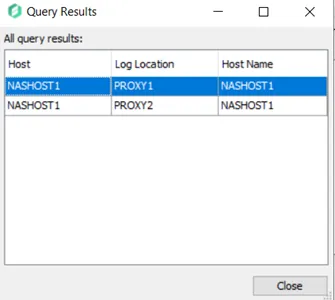 Query Results
All query results:
Host Log Location Host Name
NASHOST1 PROXY1 NASHOST1
NASHOST1 PROXY2 NASHOST1
Close